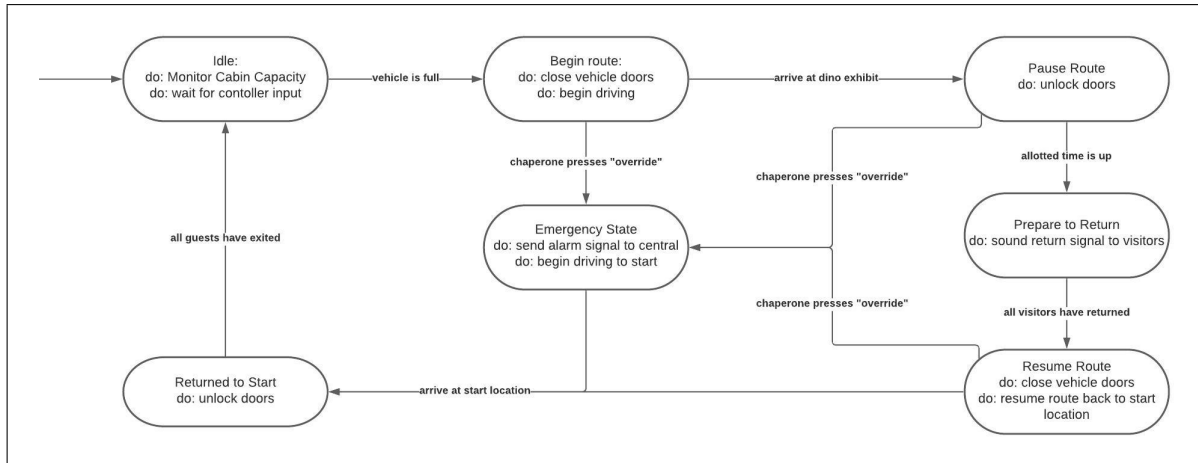 Idle:
do: Monitor Cabin Capacity
do: wait for contoller input
vehicle is full
Begin route:
do: close vehicle doors
do: begin driving
arrive at dino exhibit
Pause Route
do: unlock doors
chaperone presses "override"
chaperone presses "override"
allotted time is up
all guests have exited
Emergency State
do: send alarm signal to central
do: begin driving to start
Prepare to Return
do: sound return signal to visitors
chaperone presses "override"
all visitors have returned
Returned to Start
do: unlock doors
arrive at start location
Resume Route
do: close vehicle doors
do: resume route back to start
location